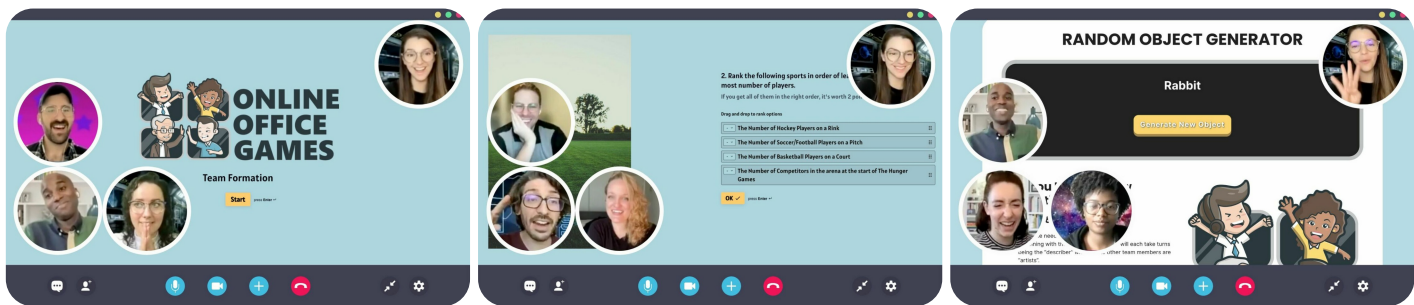 ONLINE
OFFICE
GAMES
Team Formation
Start press Enter ↵
2. Rank the following sports in order of
most number of players.
If you get all of them in the right order, it's worth 2
Drag and drop to rank options
The Number of Hockey Players on a Rink
The Number of Soccer/Football Players on a Pitch
The Number of Basketball Players on a Court
The Number of Competitors in the arena at the start of The Hunger
Games
OK ✓ press Enter ↵
RANDOM OBJECT GENERATOR
Rabbit
Generate New Object
will each take turns
being the "describer"
other team members are
"artists".